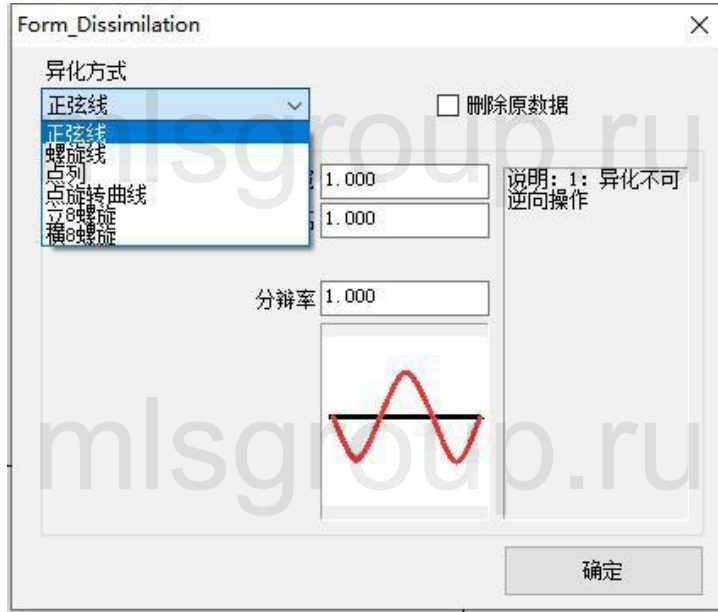 Form_Dissimilation
异化方式
正弦线
删除原数据
正弦线
螺旋线
点列
点旋转曲线
立8螺旋
横8螺旋
1.000
1.000
说明：1：异化不可
逆向操作
分辩率 1.000
确定
mlsgroup.ru
mlsgroup.ru